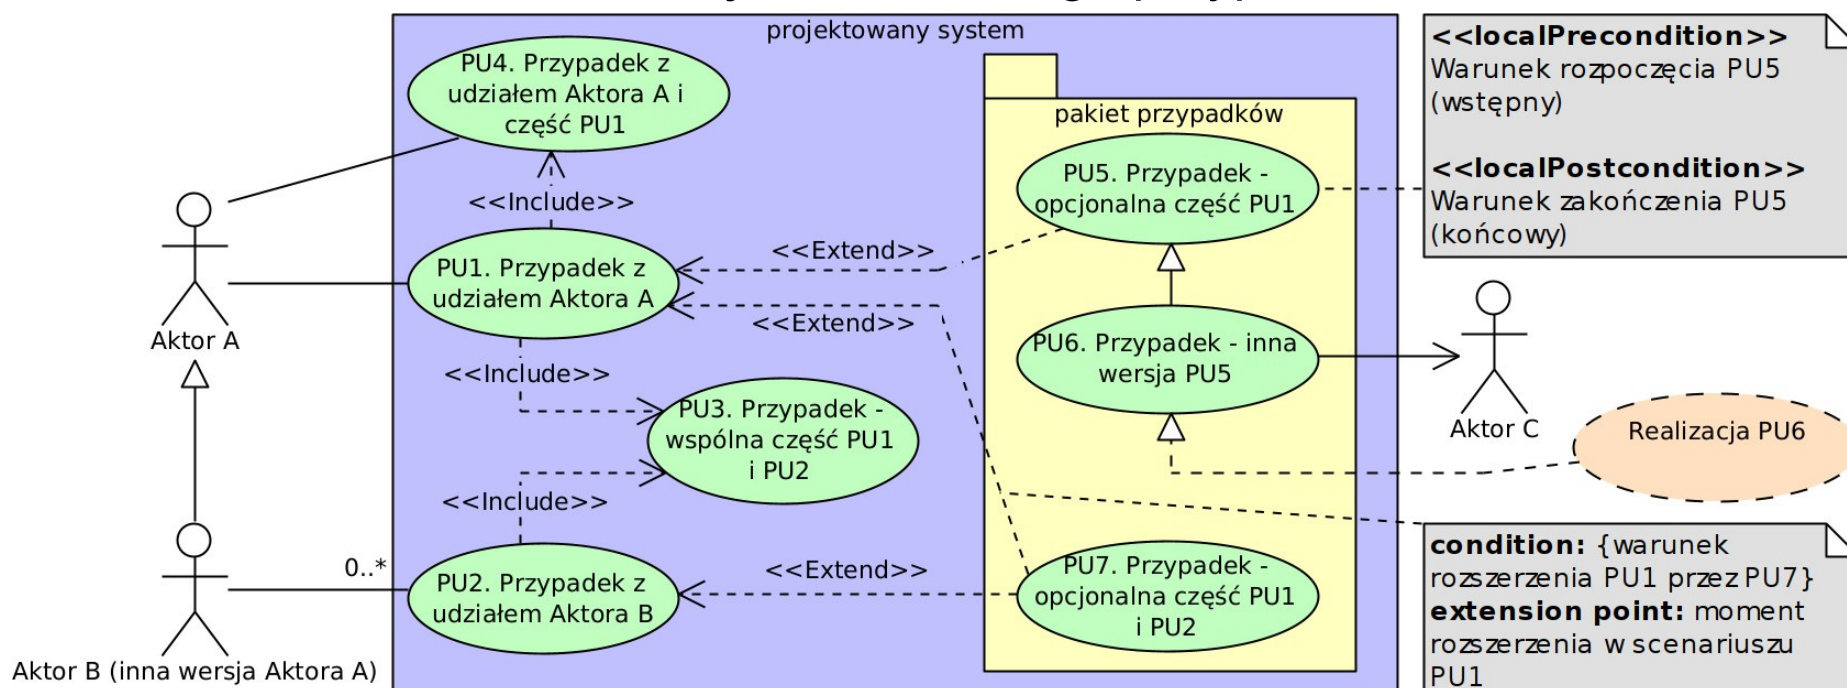 projektowany system
PU4. Przypadek z
udziałem Aktora A i
część PU1
<<Include>>
PU1. Przypadek z
udziałem Aktora A
<<Extend>>
<<Extend>>
<<Include>>
PU3. Przypadek -
wspólna część PU1
i PU2
<<Include>>
PU2. Przypadek z
udziałem Aktora B
<<Extend>>
0..*
Aktor A
Aktor B (inna wersja Aktora A)
pakiet przypadków
PU5. Przypadek -
opcjonalna część PU1
PU6. Przypadek - inna
wersja PU5
PU7. Przypadek -
opcjonalna część PU1
i PU2
<<localPrecondition>>
Warunek rozpoczęcia PU5
(wstępny)
<<localPostcondition>>
Warunek zakończenia PU5
(końcowy)
Aktor C
Realizacja PU6
condition: {warunek
rozszerzenia PU1 przez PU7}
extension point: moment
rozszerzenia w scenariuszu
PU1